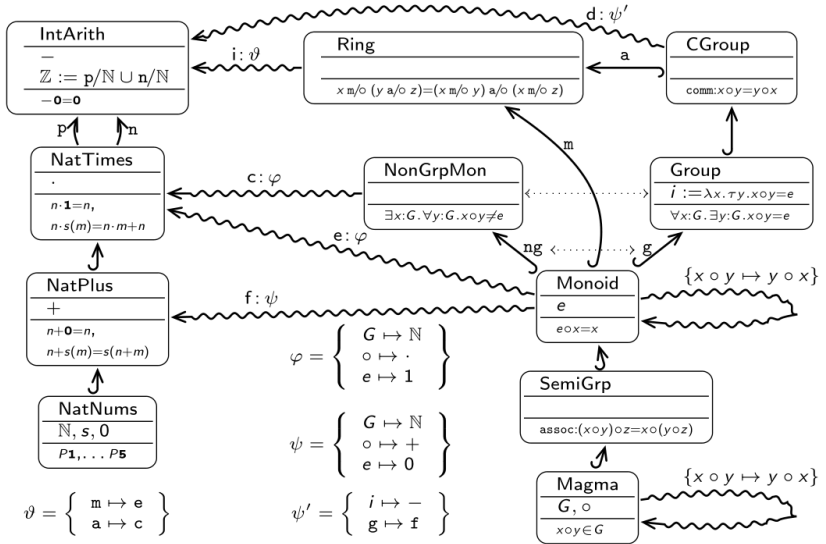 d: ψ′
IntArith
−
ℤ := p/ℕ ∪ n/ℕ
−0=0
i: ϑ
Ring
x m/∘ (y a/∘ z)=(x m/∘ y) a/∘ (x m/∘ z)
a
CGroup
comm:x∘y=y∘x
p
n
m
NatTimes
·
n·1=n,
n·s(m)=n·m+n
c: φ
NonGrpMon
∃x:G.∀y:G.x∘y≠e
Group
i :=λx.τy.x∘y=e
∀x:G.∃y:G.x∘y=e
e: φ
ng
g
NatPlus
+
n+0=n,
n+s(m)=s(n+m)
f: ψ
Monoid
e
e∘x=x
{x ∘ y ↦ y ∘ x}
φ = { G ↦ ℕ
∘ ↦ ·
e ↦ 1 }
NatNums
ℕ, s, 0
P1, . . . P5
SemiGrp
assoc:(x∘y)∘z=x∘(y∘z)
ψ = { G ↦ ℕ
∘ ↦ +
e ↦ 0 }
Magma
G, ∘
x∘y∈G
{x ∘ y ↦ y ∘ x}
ϑ = { m ↦ e
a ↦ c }
ψ′ = { i ↦ −
g ↦ f }